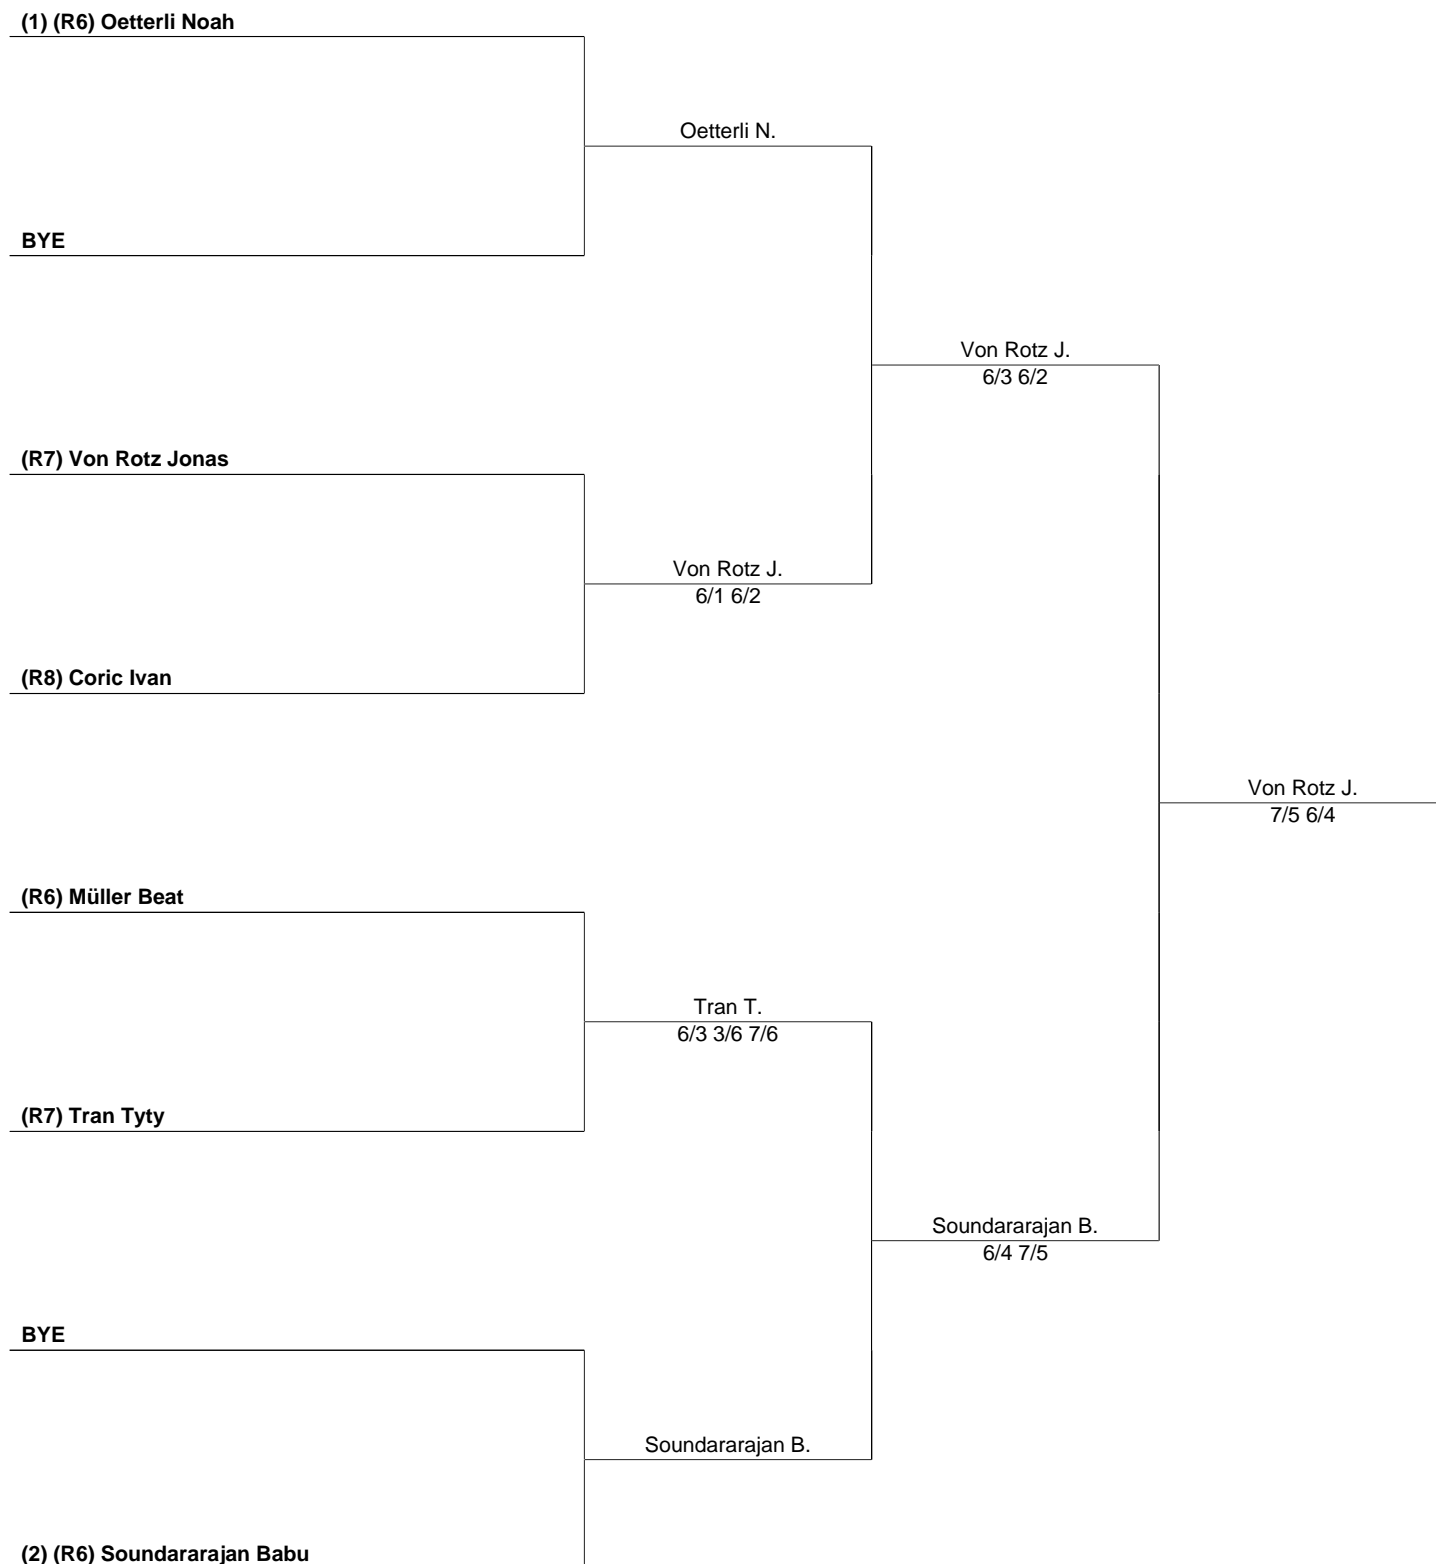 (1) (R6) Oetterli Noah
Oetterli N.
BYE
Von Rotz J.
6/3 6/2
(R7) Von Rotz Jonas
Von Rotz J.
6/1 6/2
(R8) Coric Ivan
Von Rotz J.
7/5 6/4
(R6) Müller Beat
Tran T.
6/3 3/6 7/6
(R7) Tran Tyty
Soundararajan B.
6/4 7/5
BYE
Soundararajan B.
(2) (R6) Soundararajan Babu